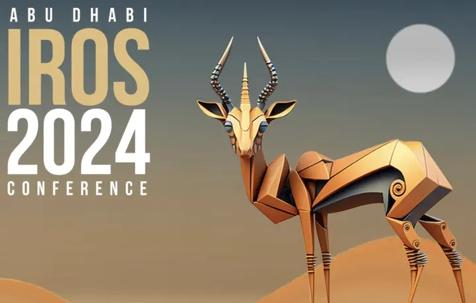 ABU DHABI
IROS
2024
CONFERENCE